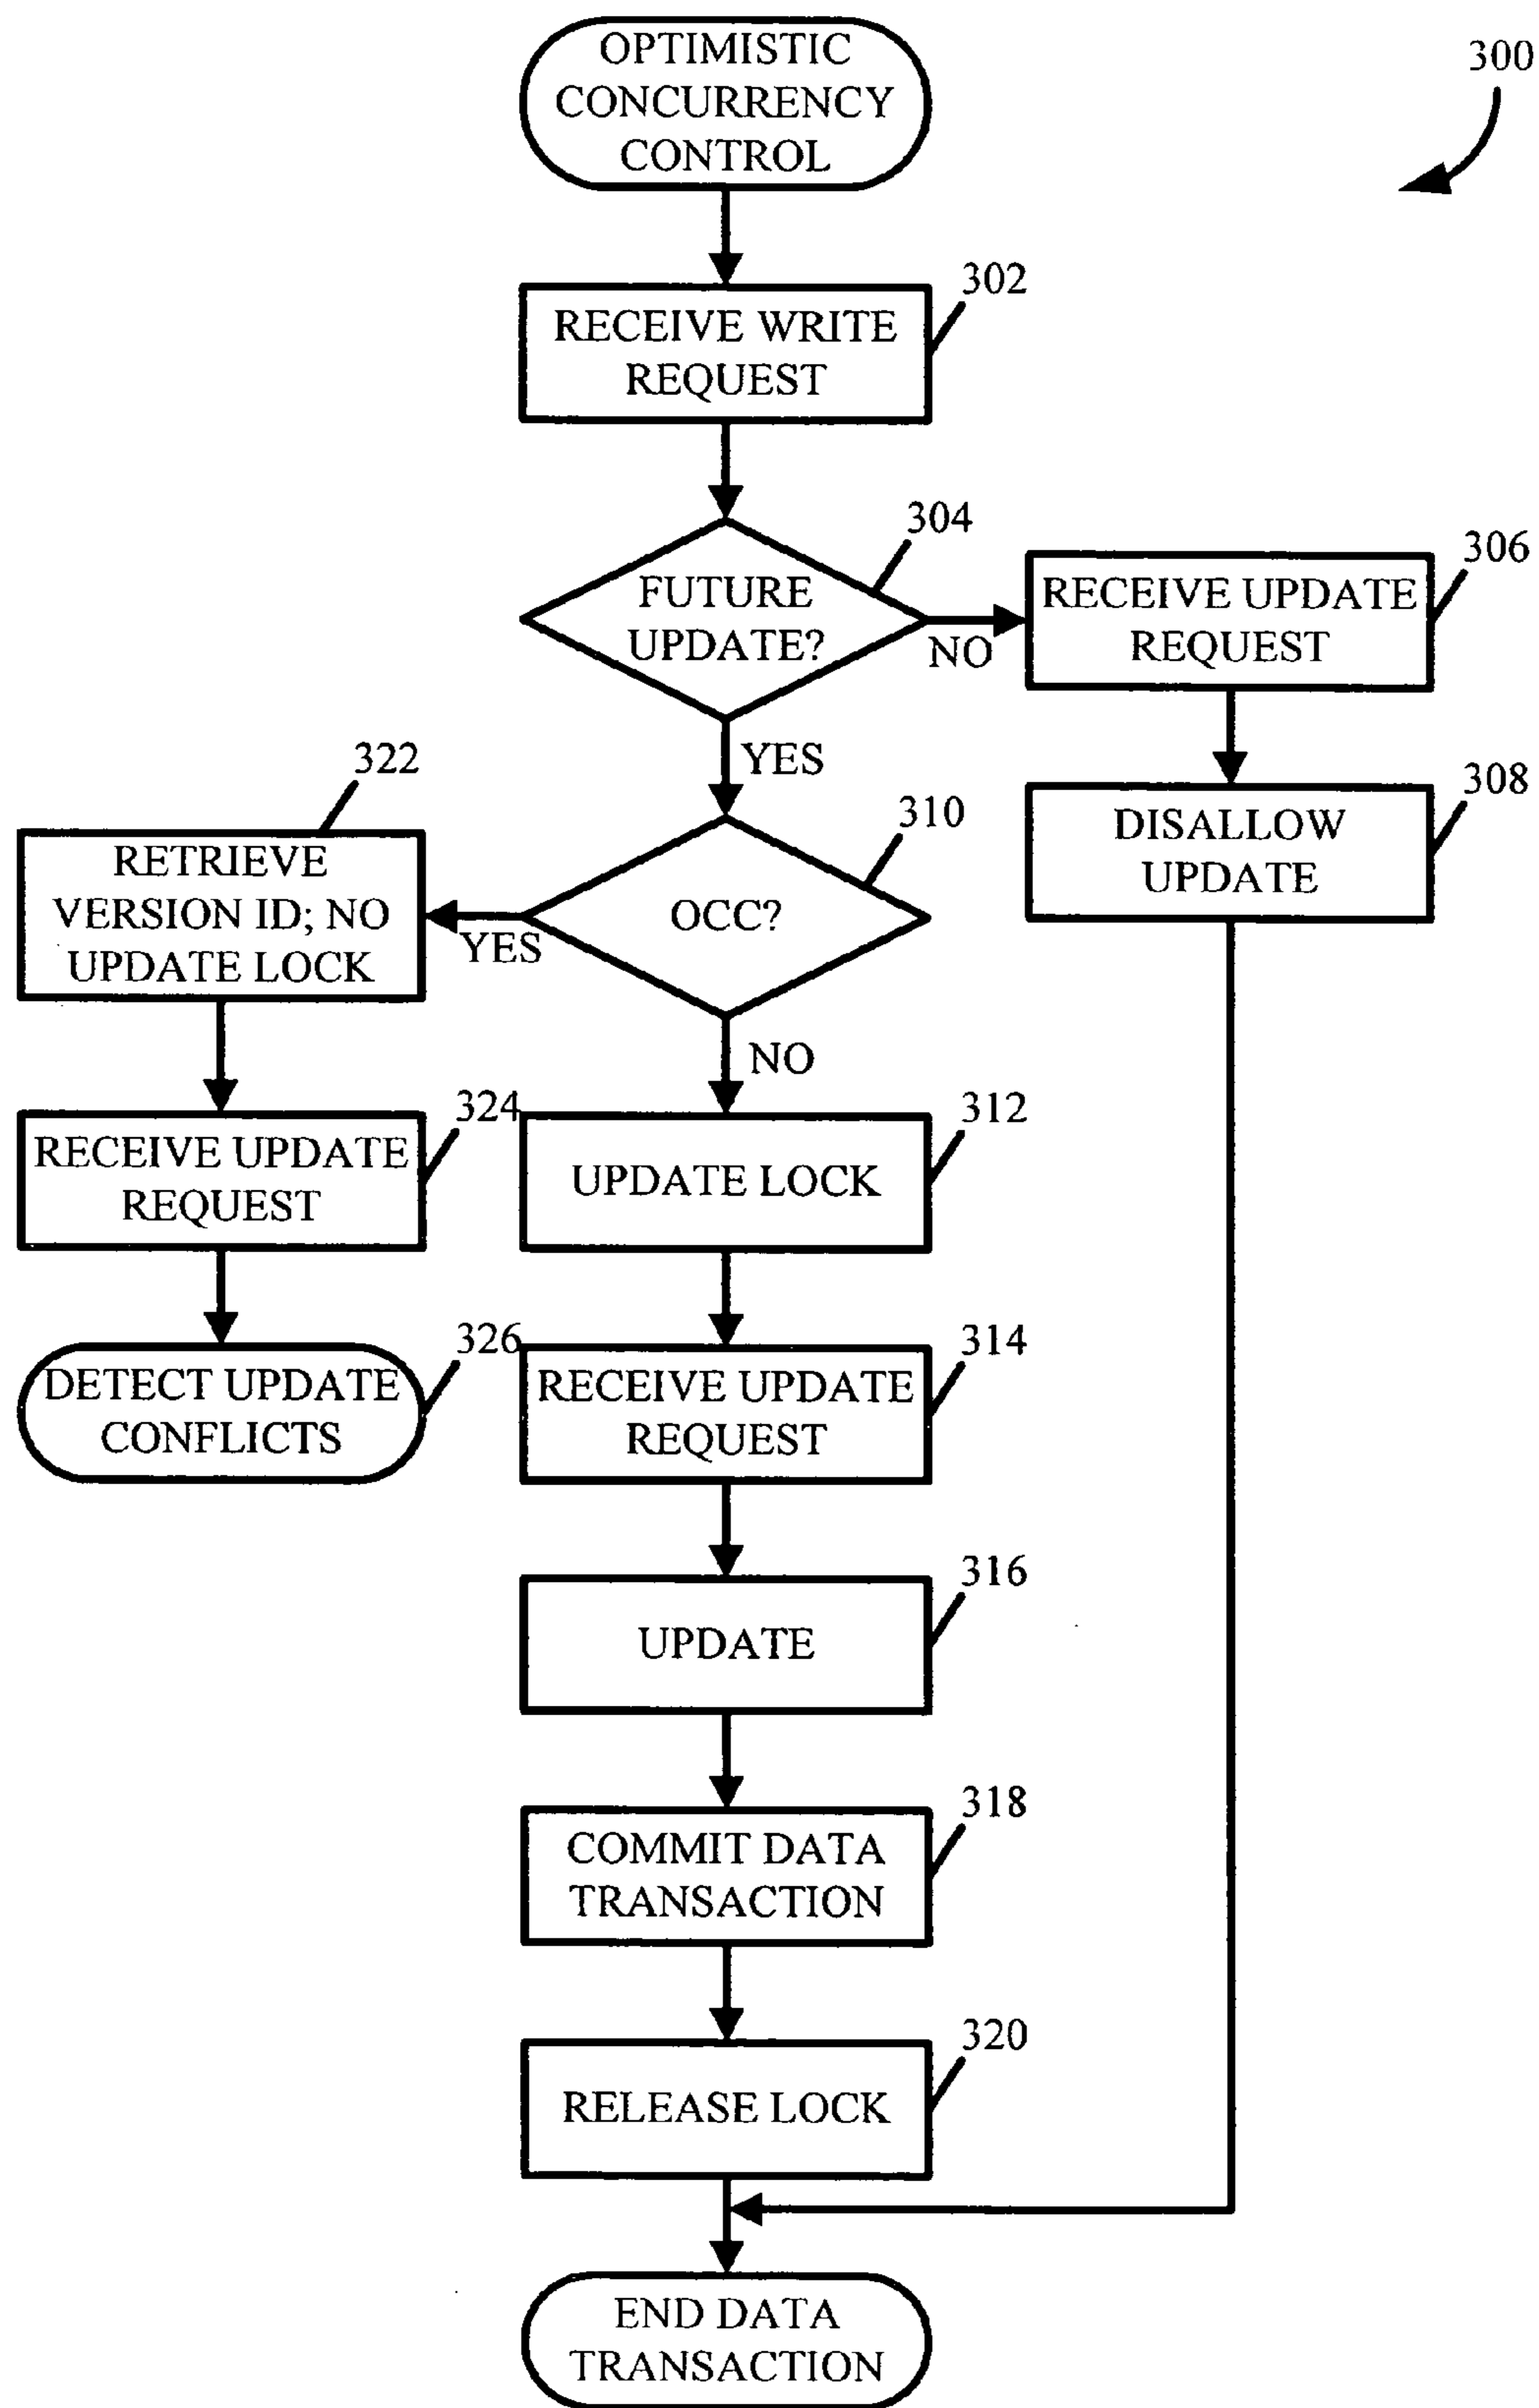 OPTIMISTIC
CONCURRENCY
CONTROL
300
302
RECEIVE WRITE
REQUEST
304
FUTURE
UPDATE?
NO
306
RECEIVE UPDATE
REQUEST
YES
308
DISALLOW
UPDATE
322
RETRIEVE
VERSION ID; NO
UPDATE LOCK
310
OCC?
YES
NO
324
RECEIVE UPDATE
REQUEST
312
UPDATE LOCK
326
DETECT UPDATE
CONFLICTS
314
RECEIVE UPDATE
REQUEST
316
UPDATE
318
COMMIT DATA
TRANSACTION
320
RELEASE LOCK
END DATA
TRANSACTION